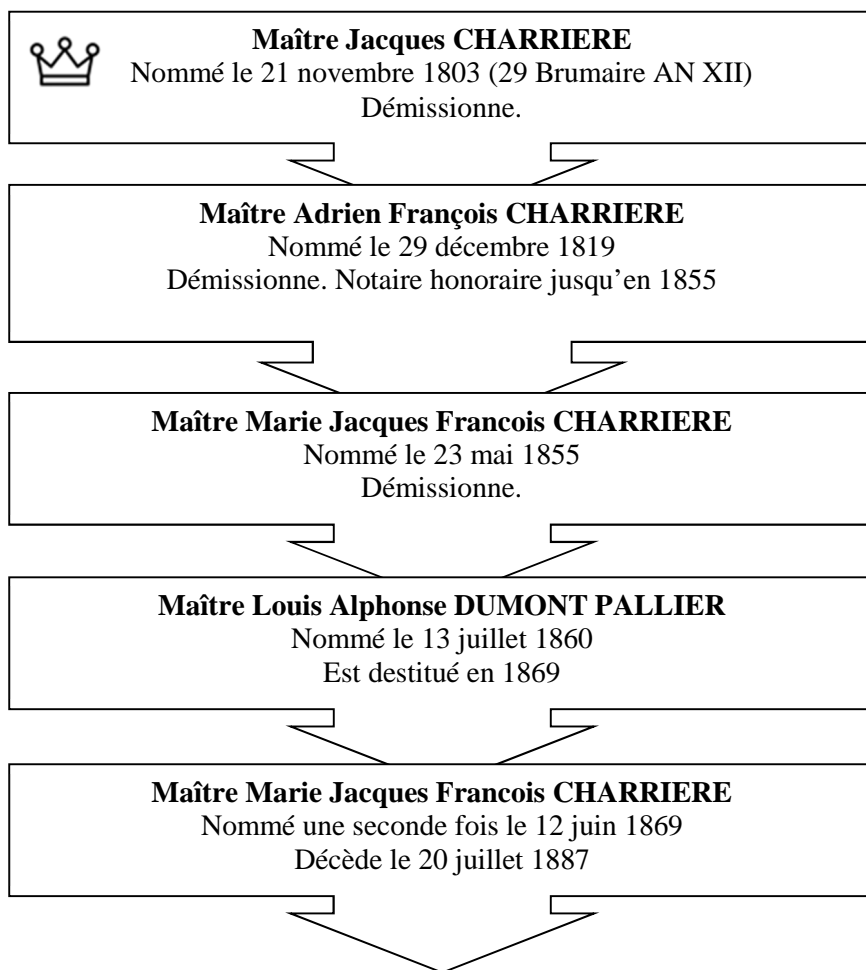 Maître Jacques CHARRIERE
Nommé le 21 novembre 1803 (29 Brumaire AN XII)
Démissionne.
Maître Adrien François CHARRIERE
Nommé le 29 décembre 1819
Démissionne. Notaire honoraire jusqu’en 1855
Maître Marie Jacques Francois CHARRIERE
Nommé le 23 mai 1855
Démissionne.
Maître Louis Alphonse DUMONT PALLIER
Nommé le 13 juillet 1860
Est destitué en 1869
Maître Marie Jacques Francois CHARRIERE
Nommé une seconde fois le 12 juin 1869
Décède le 20 juillet 1887